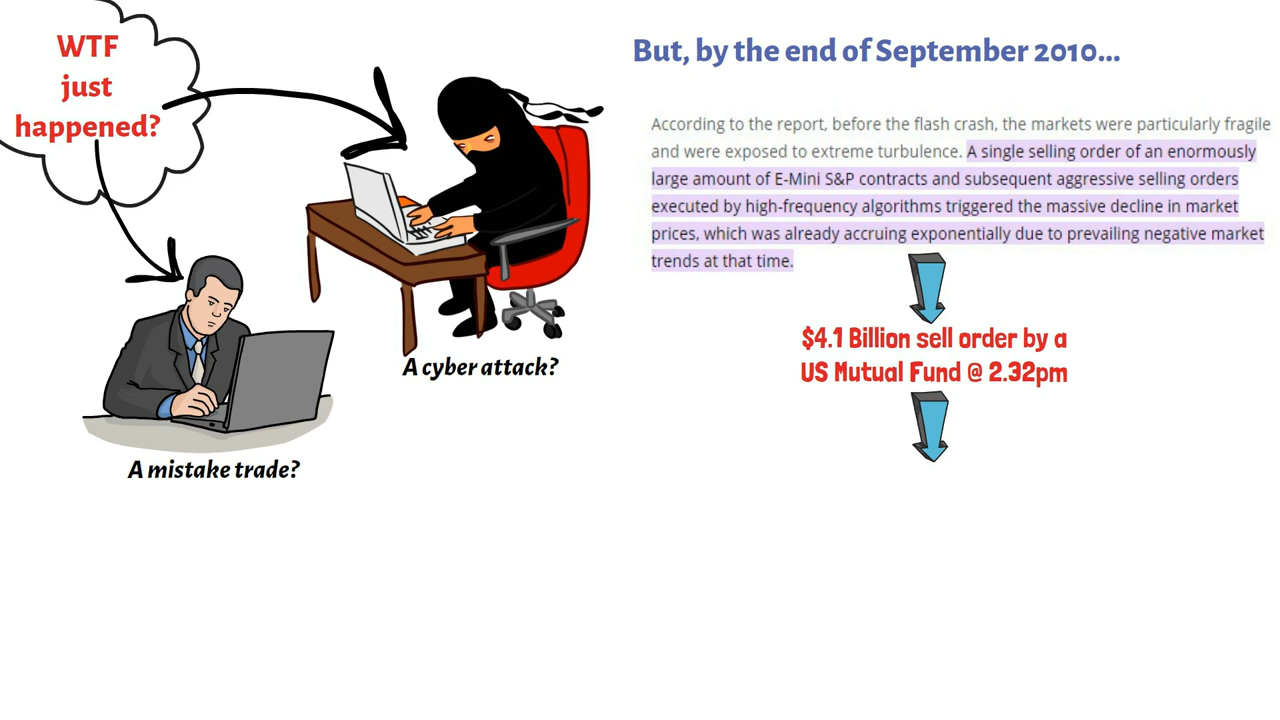 WTF
just
happened?
A cyber attack?
A mistake trade?
But, by the end of September 2010...
According to the report, before the flash crash, the markets were particularly fragile
and were exposed to extreme turbulence. A single selling order of an enormously
large amount of E-Mini S&P contracts and subsequent aggressive selling orders
executed by high-frequency algorithms triggered the massive decline in market
prices, which was already accruing exponentially due to prevailing negative market
trends at that time.
$4.1 Billion sell order by a
US Mutual Fund @ 2.32pm